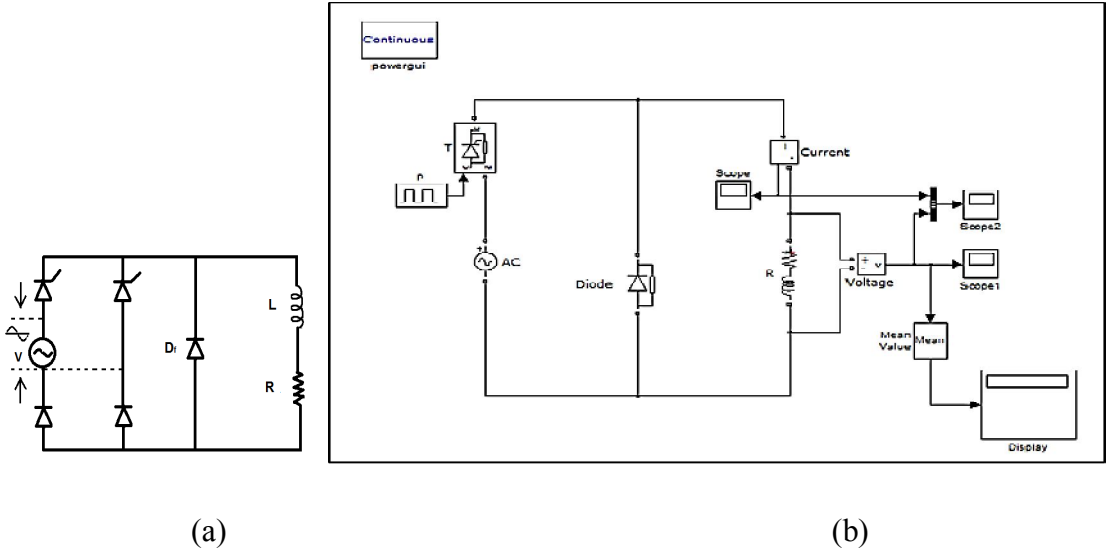 Continuous
powergui
T
P
AC
Diode
Scope
Current
R
Voltage
Scope2
Scope1
Mean
Value
Mean
Display
V
Df
L
R
(a)
(b)